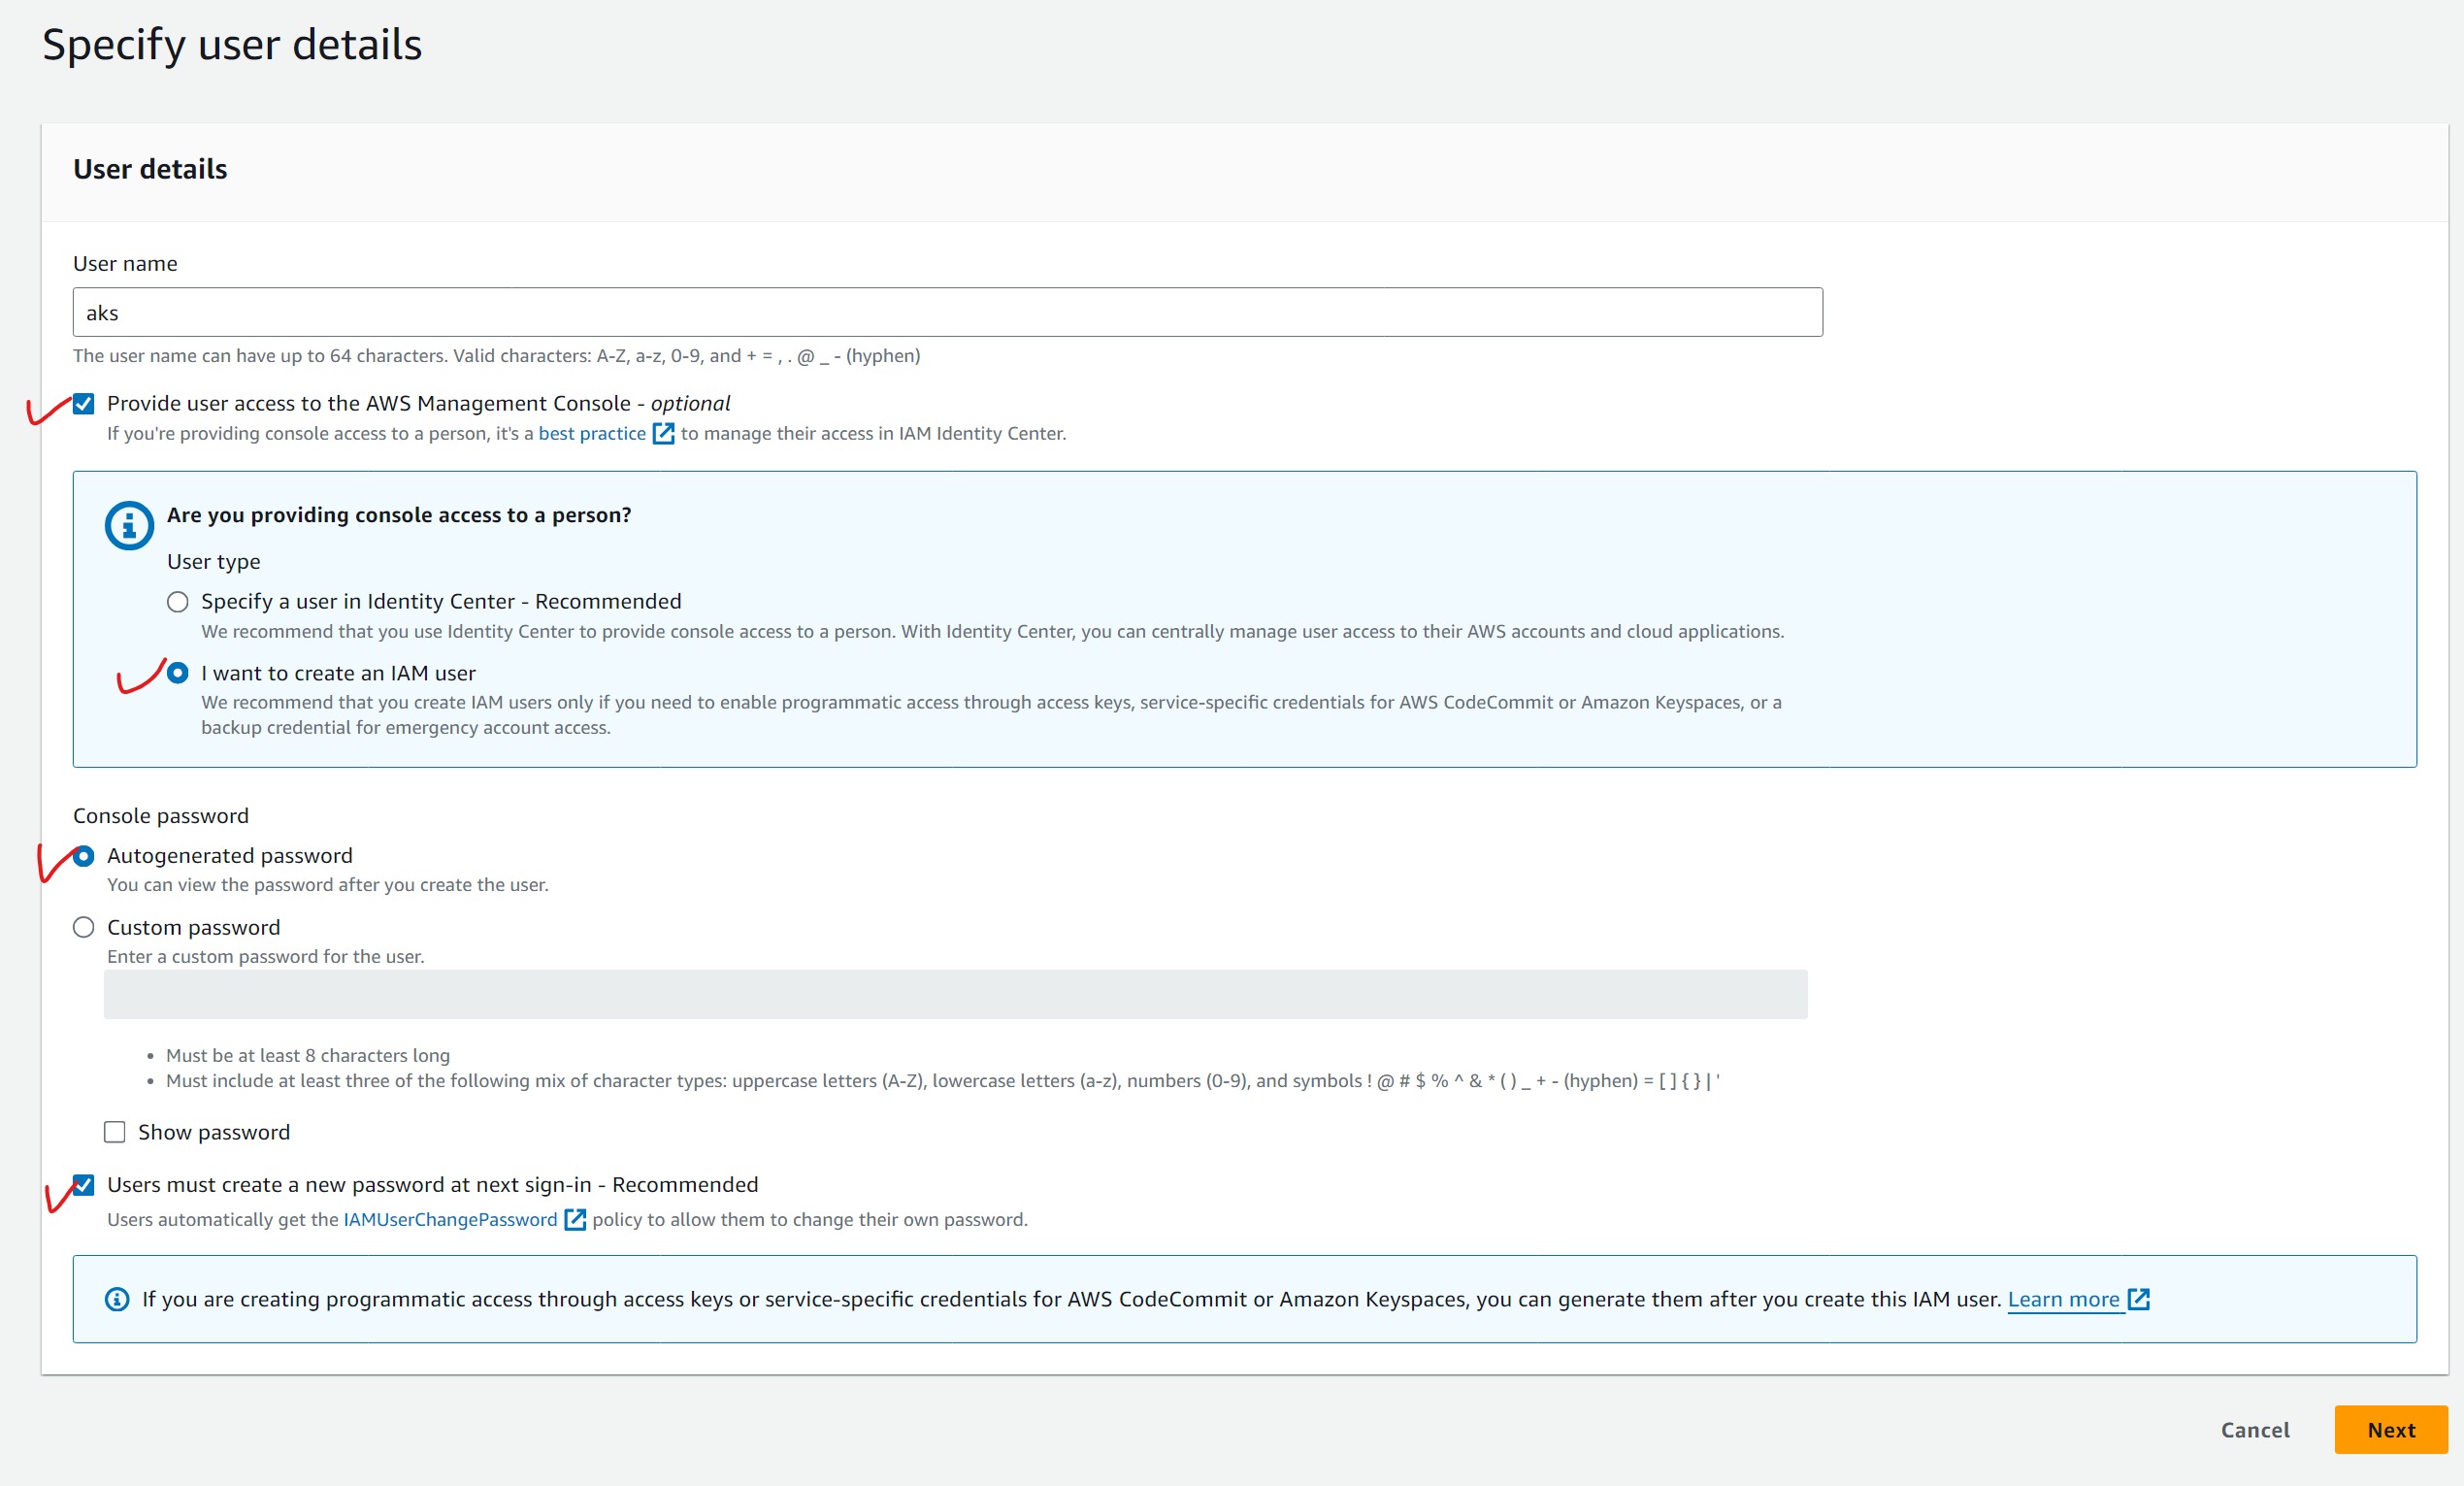 Specify user details
User details
User name
aks
The user name can have up to 64 characters. Valid characters: A-Z, a-z, 0-9, and + = , . @ _ - (hyphen)
Provide user access to the AWS Management Console - optional
If you're providing console access to a person, it's a best practice to manage their access in IAM Identity Center.
Are you providing console access to a person?
User type
Specify a user in Identity Center - Recommended
We recommend that you use Identity Center to provide console access to a person. With Identity Center, you can centrally manage user access to their AWS accounts and cloud applications.
I want to create an IAM user
We recommend that you create IAM users only if you need to enable programmatic access through access keys, service-specific credentials for AWS CodeCommit or Amazon Keyspaces, or a
backup credential for emergency account access.
Console password
Autogenerated password
You can view the password after you create the user.
Custom password
Enter a custom password for the user.
• Must be at least 8 characters long
• Must include at least three of the following mix of character types: uppercase letters (A-Z), lowercase letters (a-z), numbers (0-9), and symbols ! @ # $ % ^ & * ( ) _ + - (hyphen) = [ ] { } | '
Show password
Users must create a new password at next sign-in - Recommended
Users automatically get the IAMUserChangePassword policy to allow them to change their own password.
If you are creating programmatic access through access keys or service-specific credentials for AWS CodeCommit or Amazon Keyspaces, you can generate them after you create this IAM user. Learn more
Cancel Next